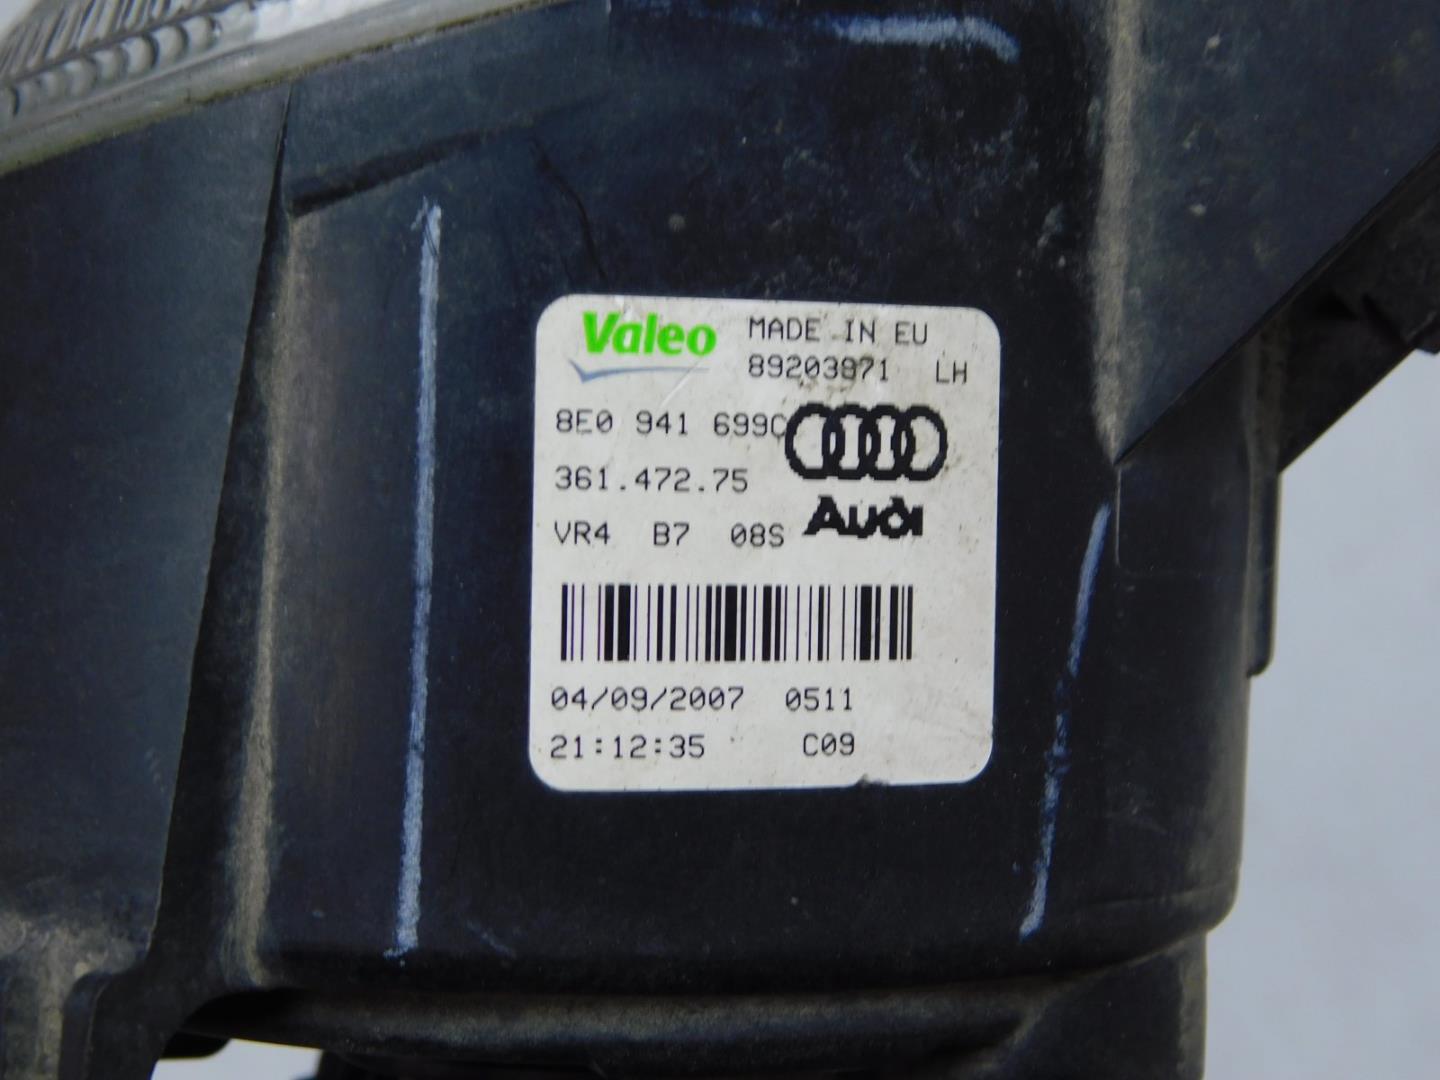 Valeo MADE IN EU
89203971 LH
8E0 941 699C
361.472.75
VR4 B7 08S Audi
04/09/2007 0511
21:12:35 C09